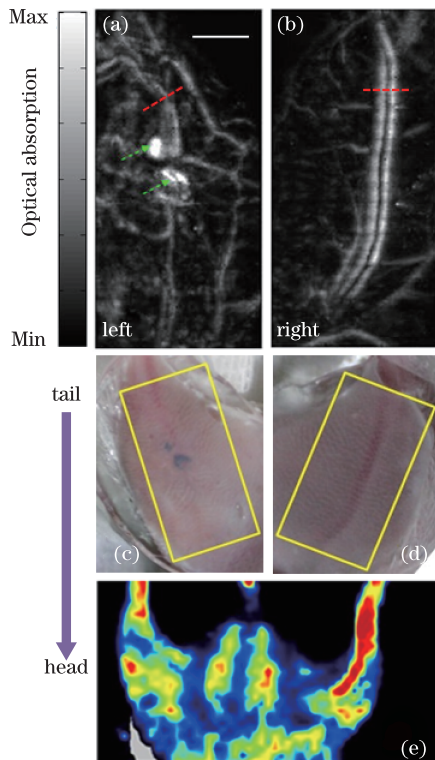 Max
Optical absorption
Min
(a)
left
(b)
right
tail
head
(c)
(d)
(e)